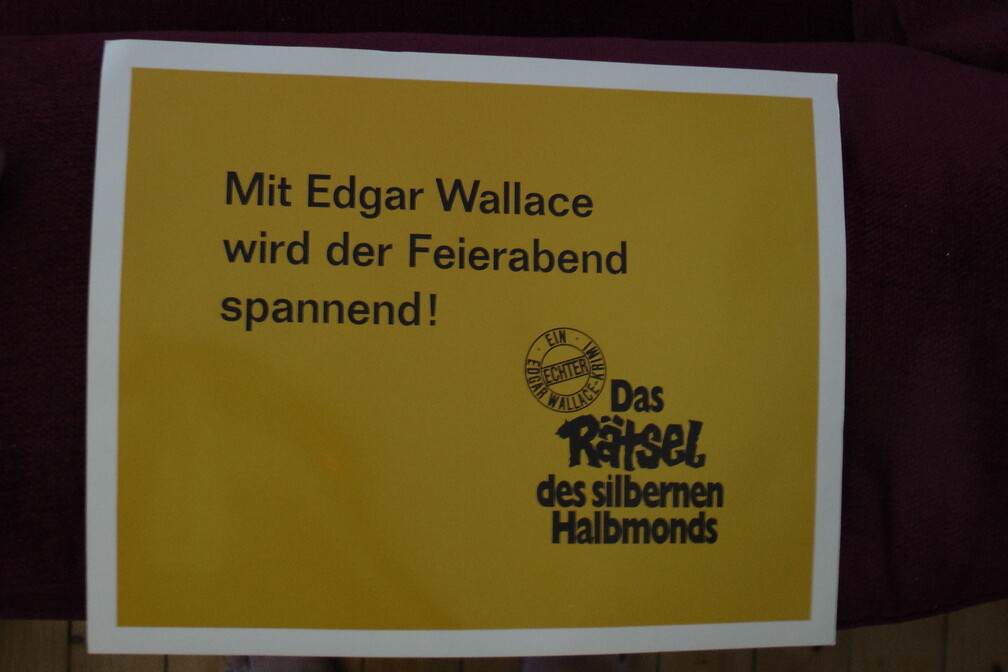 Mit Edgar Wallace
wird der Feierabend
spannend!
· EIN ·
ECHTER
EDGAR WALLACE-KRIMI
Das
Rätsel
des silbernen
Halbmonds